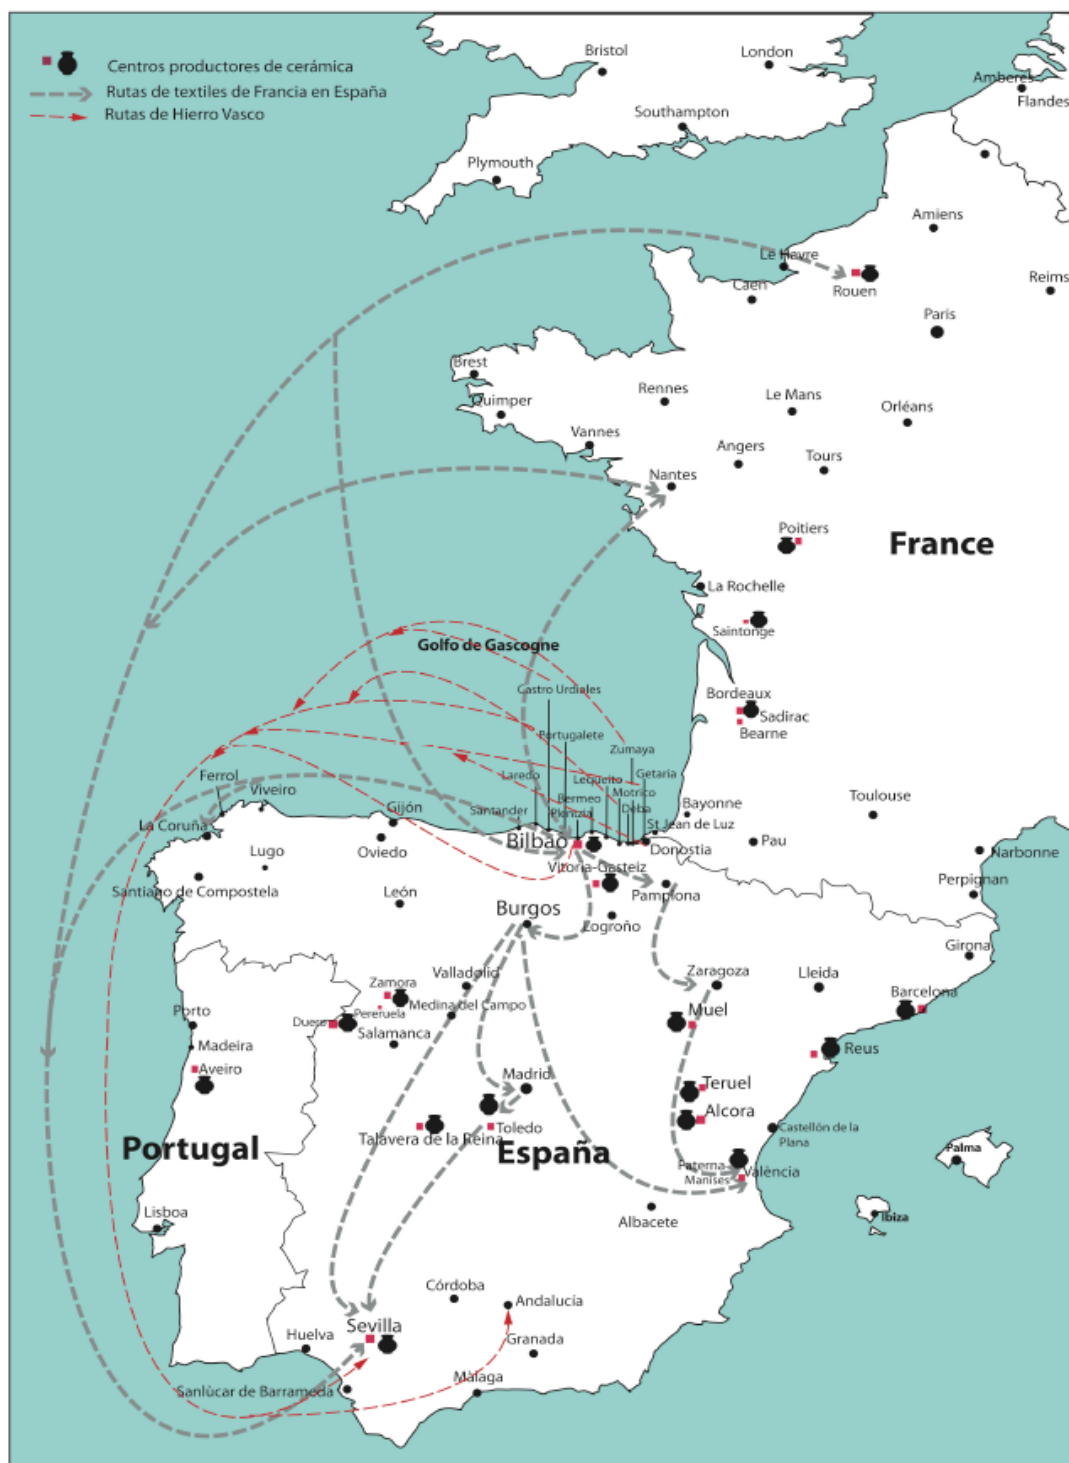 Centros productores de cerámica
Rutas de textiles de Francia en España
Rutas de Hierro Vasco
Bristol
London
Amberes
Flandes
Southampton
Plymouth
Amiens
Le Havre
Rouen
Reims
Caen
Paris
Brest
Rennes
Le Mans
Orléans
Quimper
Vannes
Angers
Tours
Nantes
Poitiers
France
La Rochelle
Saintonge
Golfo de Gascogne
Castro Urdiales
Bordeaux
Sadirac
Bearne
Portugalete
Zumaya
Laredo
Lequeito
Getaria
Ferrol
Viveiro
Motrico
Bermeo
Santander
Plentzia
Deba
Bayonne
Toulouse
Gijón
La Coruña
St Jean de Luz
Bilbao
Donostia
Pau
Narbonne
Oviedo
Lugo
Vitoria-Gasteiz
Santiago de Compostela
León
Pamplona
Perpignan
Burgos
Logroño
Girona
Zamora
Valladolid
Zaragoza
Lleida
Barcelona
Pereruela
Medina del Campo
Porto
Duero
Salamanca
Muel
Reus
Madeira
Aveiro
Madrid
Teruel
Alcora
Talavera de la Reina
Toledo
Castellón de la
Plana
Portugal
España
Palma
Paterna
Manises
València
Lisboa
Albacete
Ibiza
Córdoba
Andalucía
Sevilla
Huelva
Granada
Màlaga
Sanlùcar de Barrameda